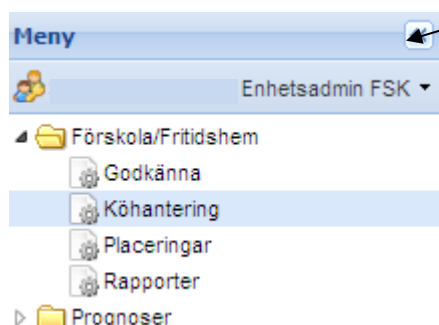 Meny
Enhetsadmin FSK
Förskola/Fritidshem
Godkänna
Köhantering
Placeringar
Rapporter
Prognoser